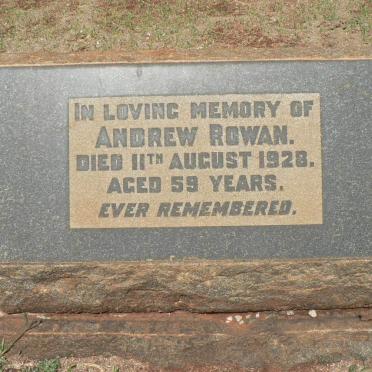 IN LOVING MEMORY OF
ANDREW ROWAN.
DIED 11TH AUGUST 1928.
AGED 59 YEARS.
EVER REMEMBERED.